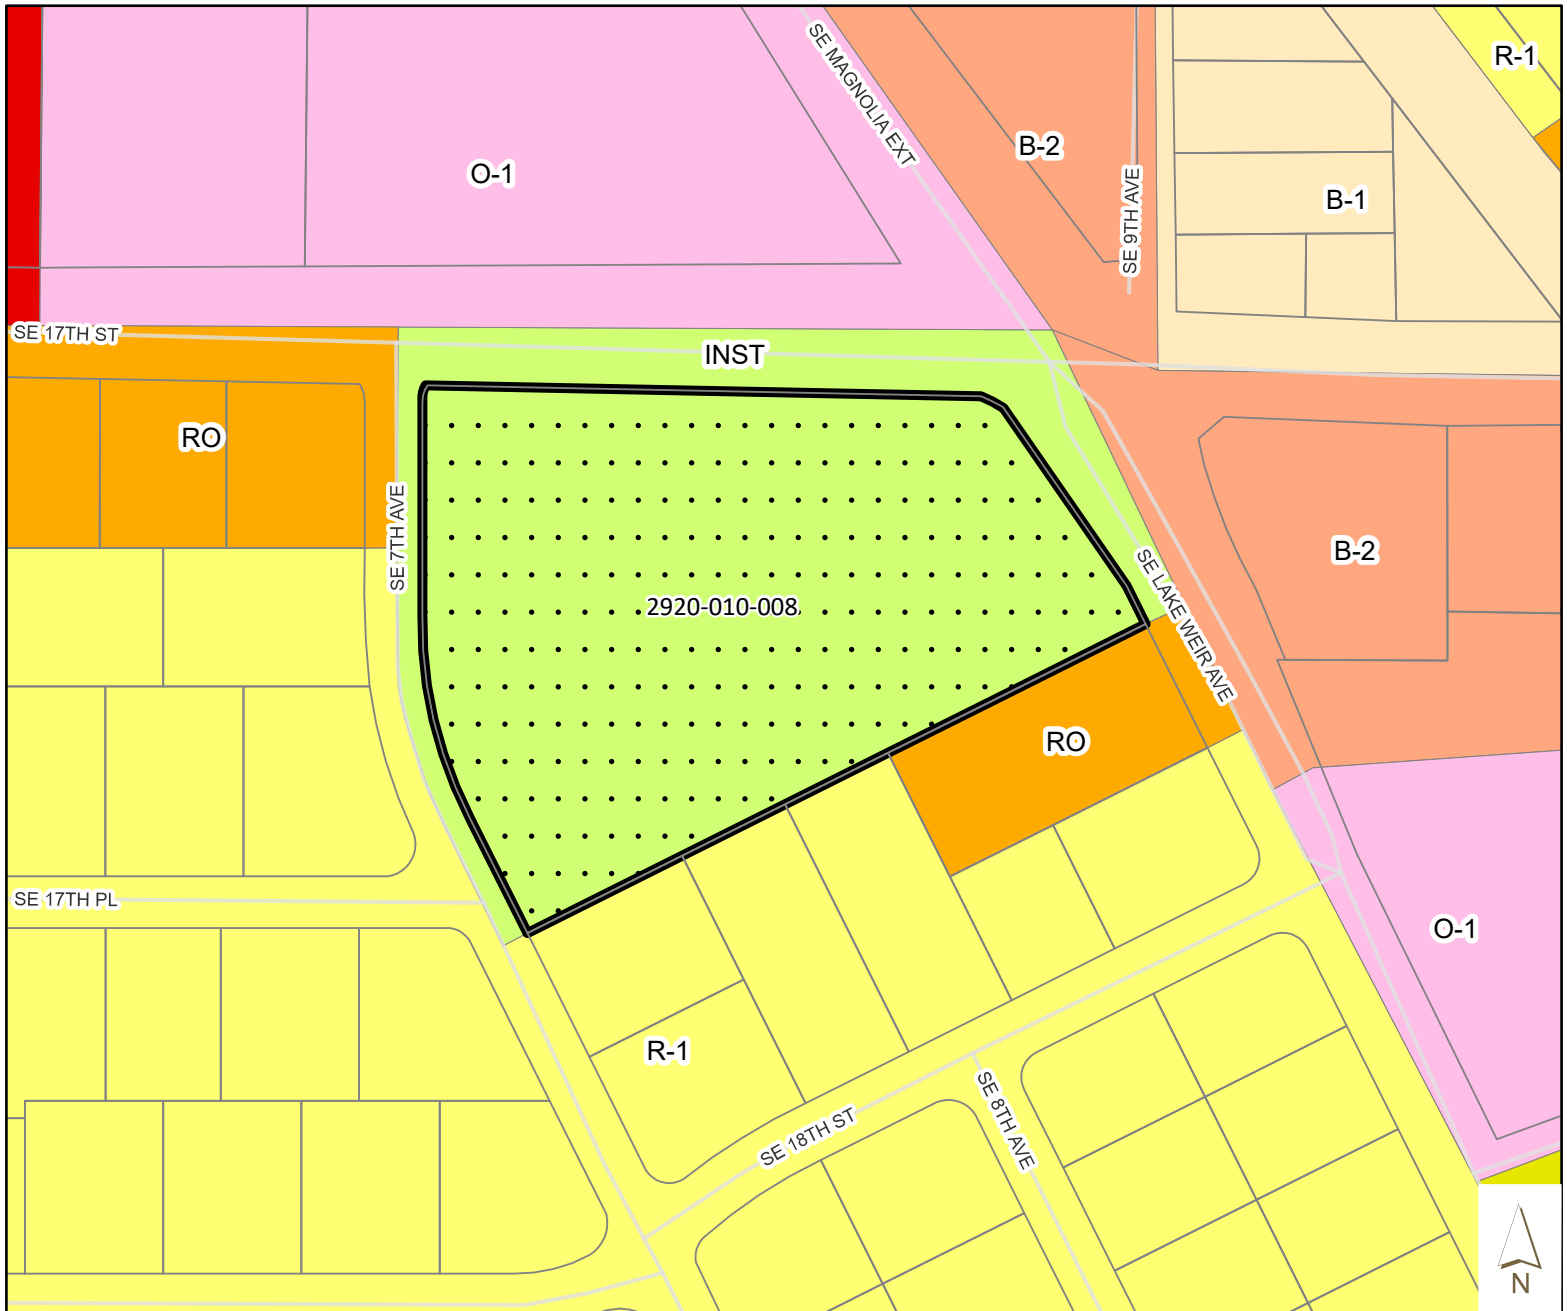 R-1
SE MAGNOLIA EXT
B-2
O-1
B-1
SE 9TH AVE
SE 17TH ST
INST
RO
SE 7TH AVE
B-2
2920-010-008
SE LAKE WEIR AVE
RO
SE 17TH PL
O-1
R-1
SE 18TH ST
SE 8TH AVE
N